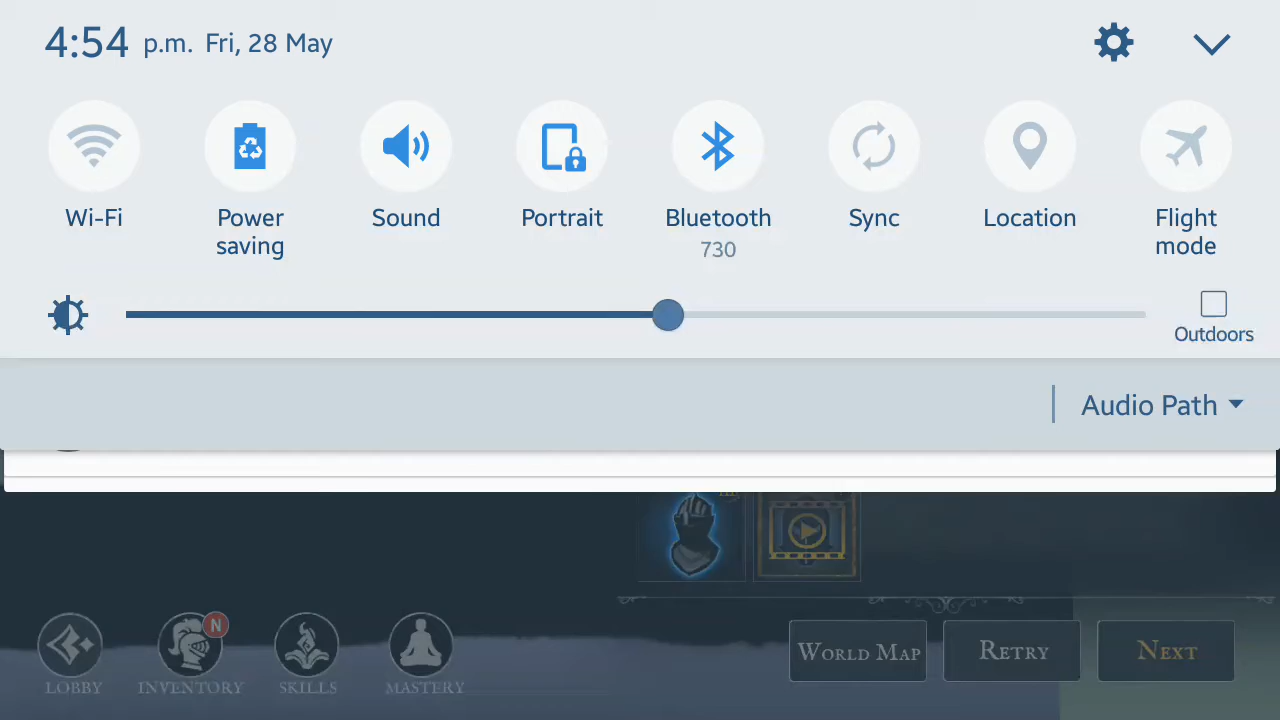 4:54 p.m. Fri, 28 May
Wi-Fi
Power
saving
Sound
Portrait
Bluetooth
730
Sync
Location
Flight
mode
Outdoors
Audio Path
N
LOBBY
INVENTORY
SKILLS
MASTERY
WORLD MAP
RETRY
NEXT